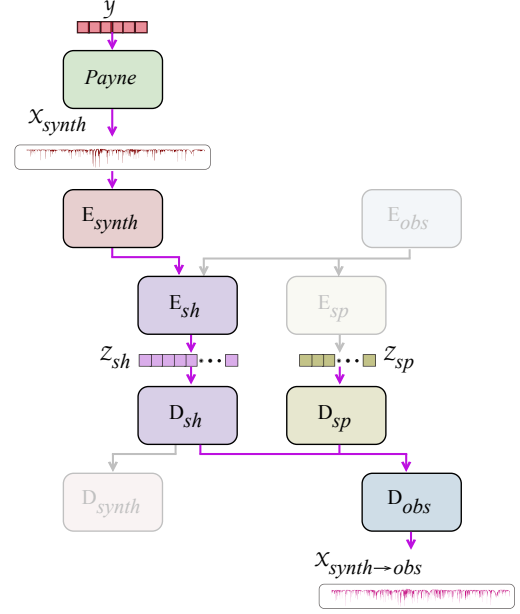 y
Payne
x_synth
E_synth
E_obs
E_sh
E_sp
z_sh
z_sp
D_sh
D_sp
D_synth
D_obs
x_synth→obs